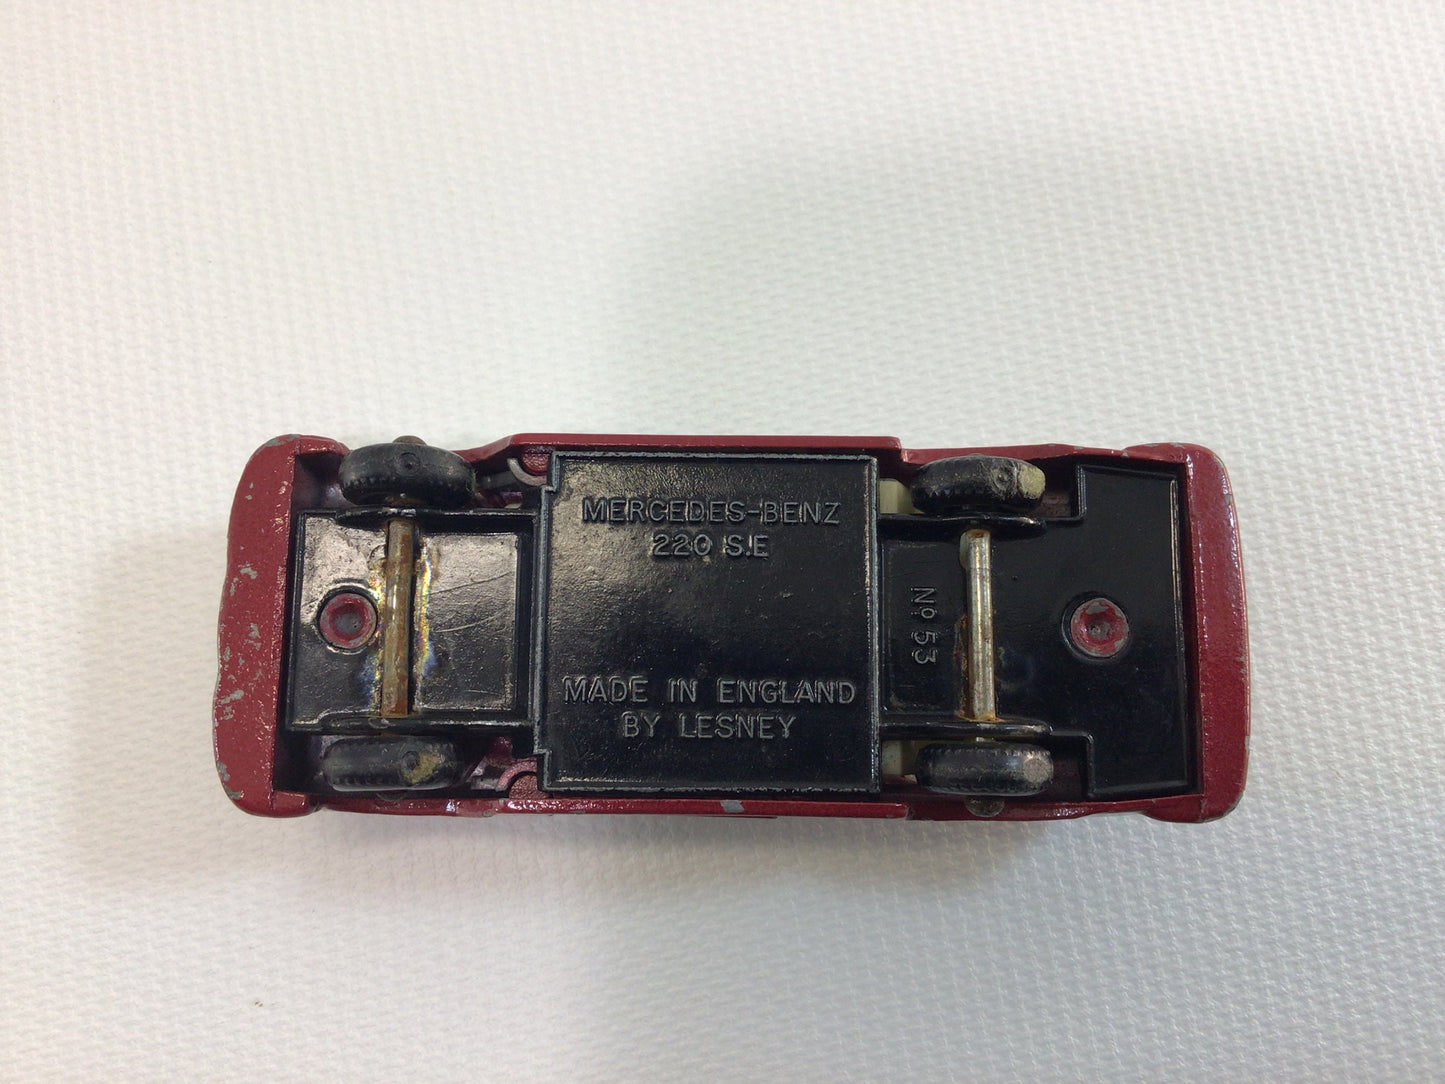 MERCEDES-BENZ
220 S.E
No 53
MADE IN ENGLAND
BY LESNEY